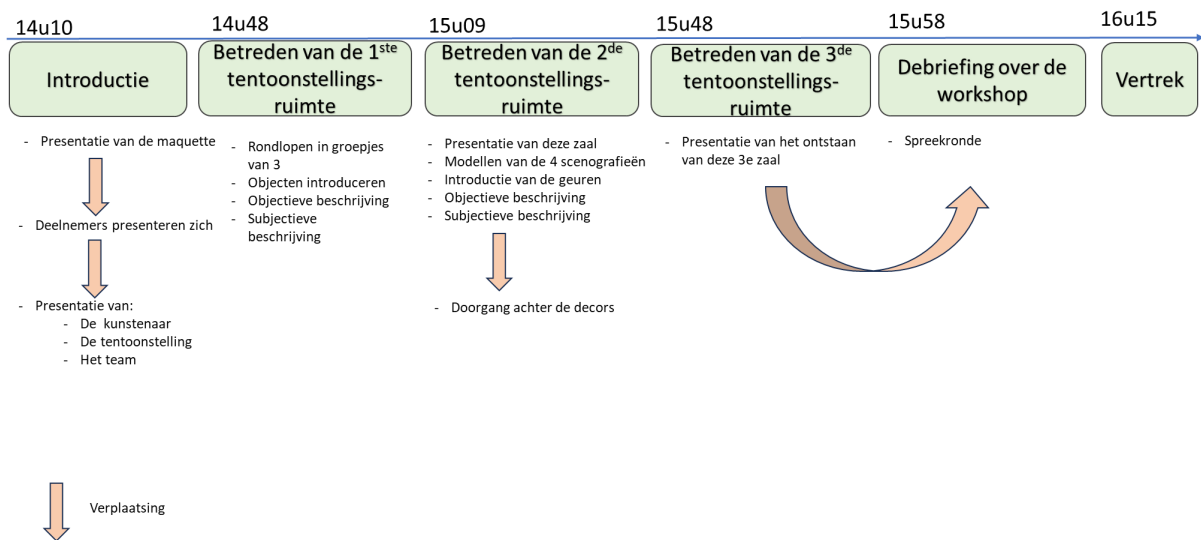 14u10
14u48
15u09
15u48
15u58
16u15
Introductie
Betreden van de 1ste
tentoonstellings-
ruimte
Betreden van de 2de
tentoonstellings-
ruimte
Betreden van de 3de
tentoonstellings-
ruimte
Debriefing over de
workshop
Vertrek
- Presentatie van de maquette
- Deelnemers presenteren zich
- Presentatie van:
- De kunstenaar
- De tentoonstelling
- Het team
- Rondlopen in groepjes
van 3
- Objecten introduceren
- Objectieve beschrijving
- Subjectieve
beschrijving
- Presentatie van deze zaal
- Modellen van de 4 scenografieën
- Introductie van de geuren
- Objectieve beschrijving
- Subjectieve beschrijving
- Doorgang achter de decors
- Presentatie van het ontstaan
van deze 3e zaal
- Spreekronde
Verplaatsing